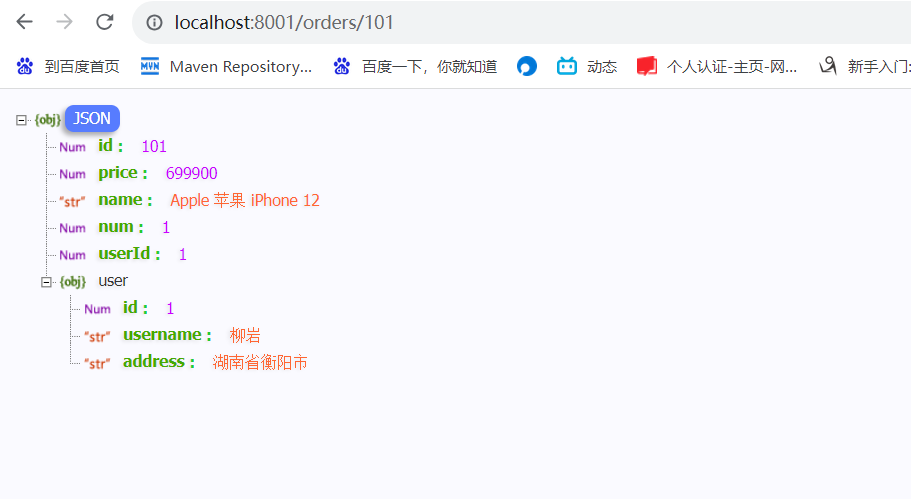 localhost:8001/orders/101
到百度首页 Maven Repository... 百度一下，你就知道 动态 个人认证-主页-网... 新手入门:
{obj} JSON
Num id : 101
Num price : 699900
"str" name : Apple 苹果 iPhone 12
Num num : 1
Num userId : 1
{obj} user
Num id : 1
"str" username : 柳岩
"str" address : 湖南省衡阳市